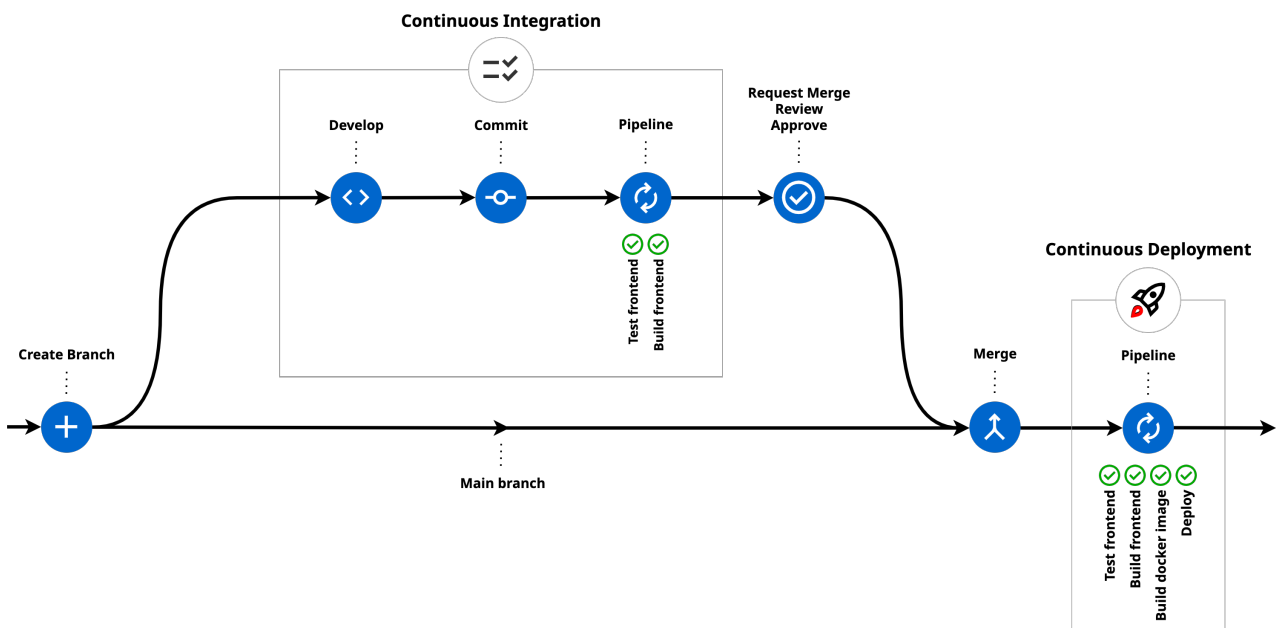 Continuous Integration
Develop
Commit
Pipeline
Request Merge
Review
Approve
Test frontend
Build frontend
Continuous Deployment
Create Branch
Main branch
Merge
Pipeline
Test frontend
Build frontend
Build docker image
Deploy